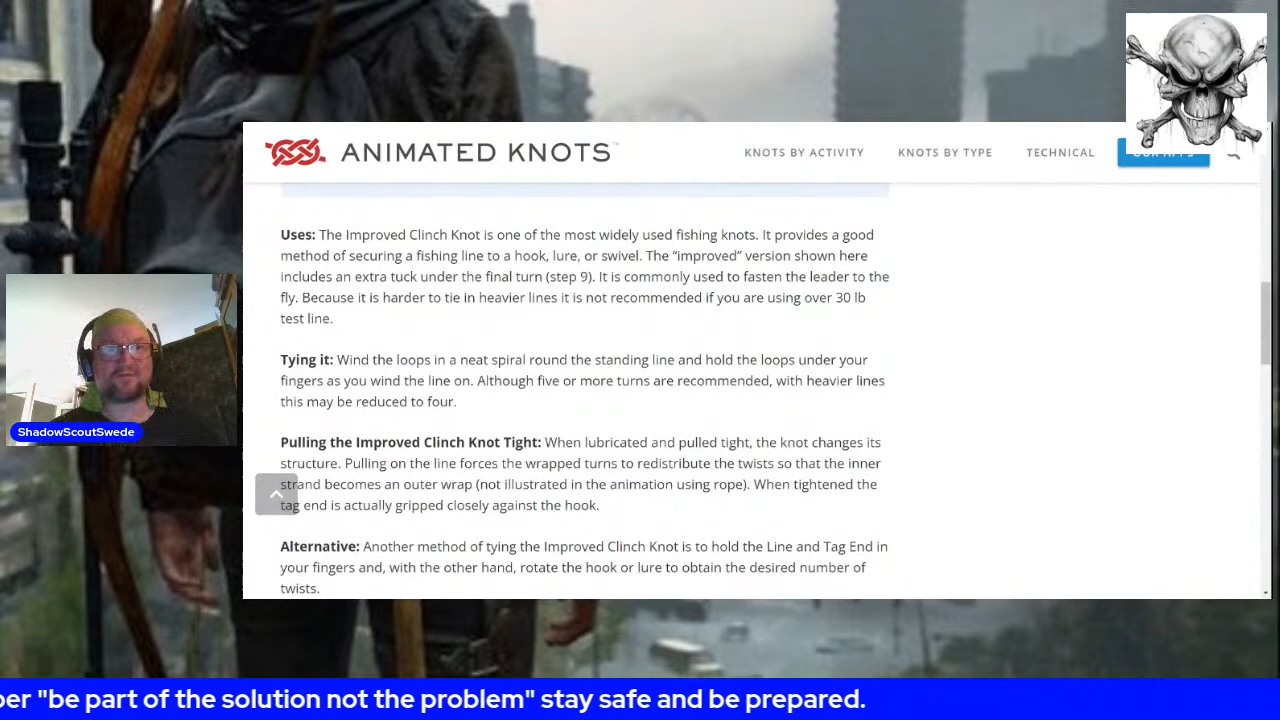 ANIMATED KNOTS™
KNOTS BY ACTIVITY
KNOTS BY TYPE
TECHNICAL
Uses: The Improved Clinch Knot is one of the most widely used fishing knots. It provides a good
method of securing a fishing line to a hook, lure, or swivel. The “improved” version shown here
includes an extra tuck under the final turn (step 9). It is commonly used to fasten the leader to the
fly. Because it is harder to tie in heavier lines it is not recommended if you are using over 30 lb
test line.
Tying it: Wind the loops in a neat spiral round the standing line and hold the loops under your
fingers as you wind the line on. Although five or more turns are recommended, with heavier lines
this may be reduced to four.
Pulling the Improved Clinch Knot Tight: When lubricated and pulled tight, the knot changes its
structure. Pulling on the line forces the wrapped turns to redistribute the twists so that the inner
strand becomes an outer wrap (not illustrated in the animation using rope). When tightened the
tag end is actually gripped closely against the hook.
Alternative: Another method of tying the Improved Clinch Knot is to hold the Line and Tag End in
your fingers and, with the other hand, rotate the hook or lure to obtain the desired number of
twists.
ShadowScoutSwede
"be part of the solution not the problem" stay safe and be prepared.